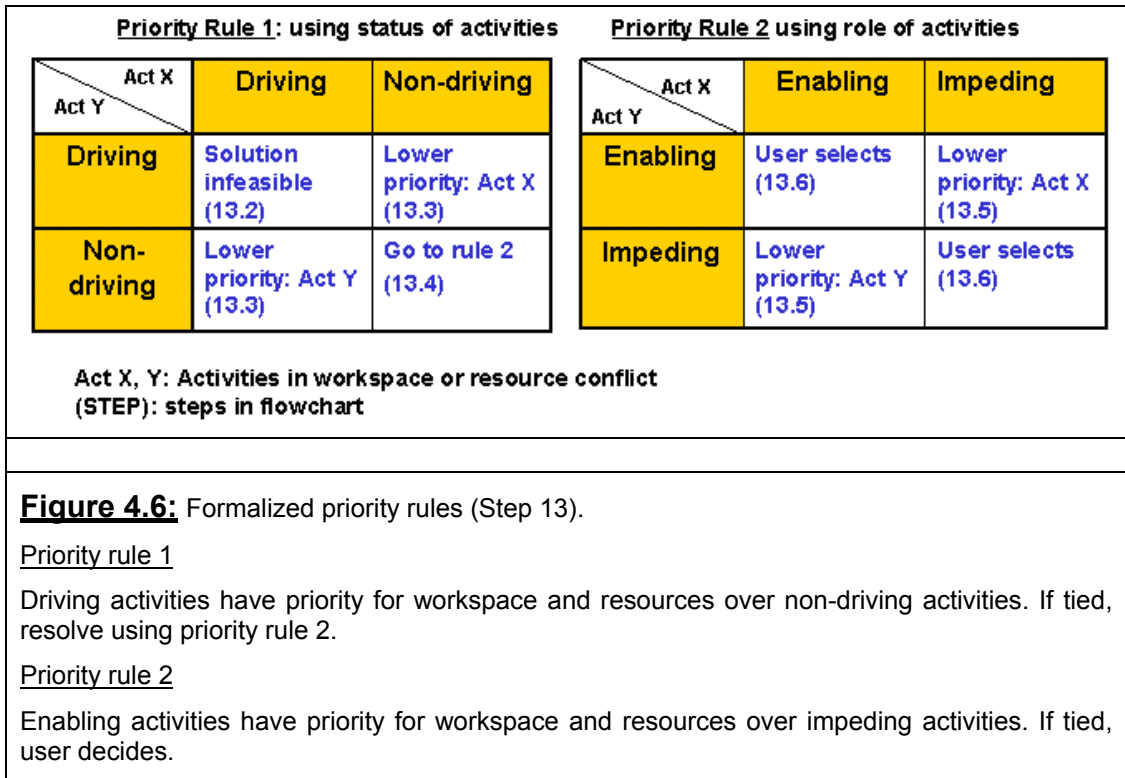 Priority Rule 1: using status of activities
Priority Rule 2 using role of activities
Act X
Act Y
Driving
Non-driving
Driving
Solution
infeasible
(13.2)
Lower
priority: Act X
(13.3)
Non-
driving
Lower
priority: Act Y
(13.3)
Go to rule 2
(13.4)
Act X
Act Y
Enabling
Impeding
Enabling
User selects
(13.6)
Lower
priority: Act X
(13.5)
Impeding
Lower
priority: Act Y
(13.5)
User selects
(13.6)
Act X, Y: Activities in workspace or resource conflict
(STEP): steps in flowchart
Figure 4.6: Formalized priority rules (Step 13).
Priority rule 1
Driving activities have priority for workspace and resources over non-driving activities. If tied,
resolve using priority rule 2.
Priority rule 2
Enabling activities have priority for workspace and resources over impeding activities. If tied,
user decides.